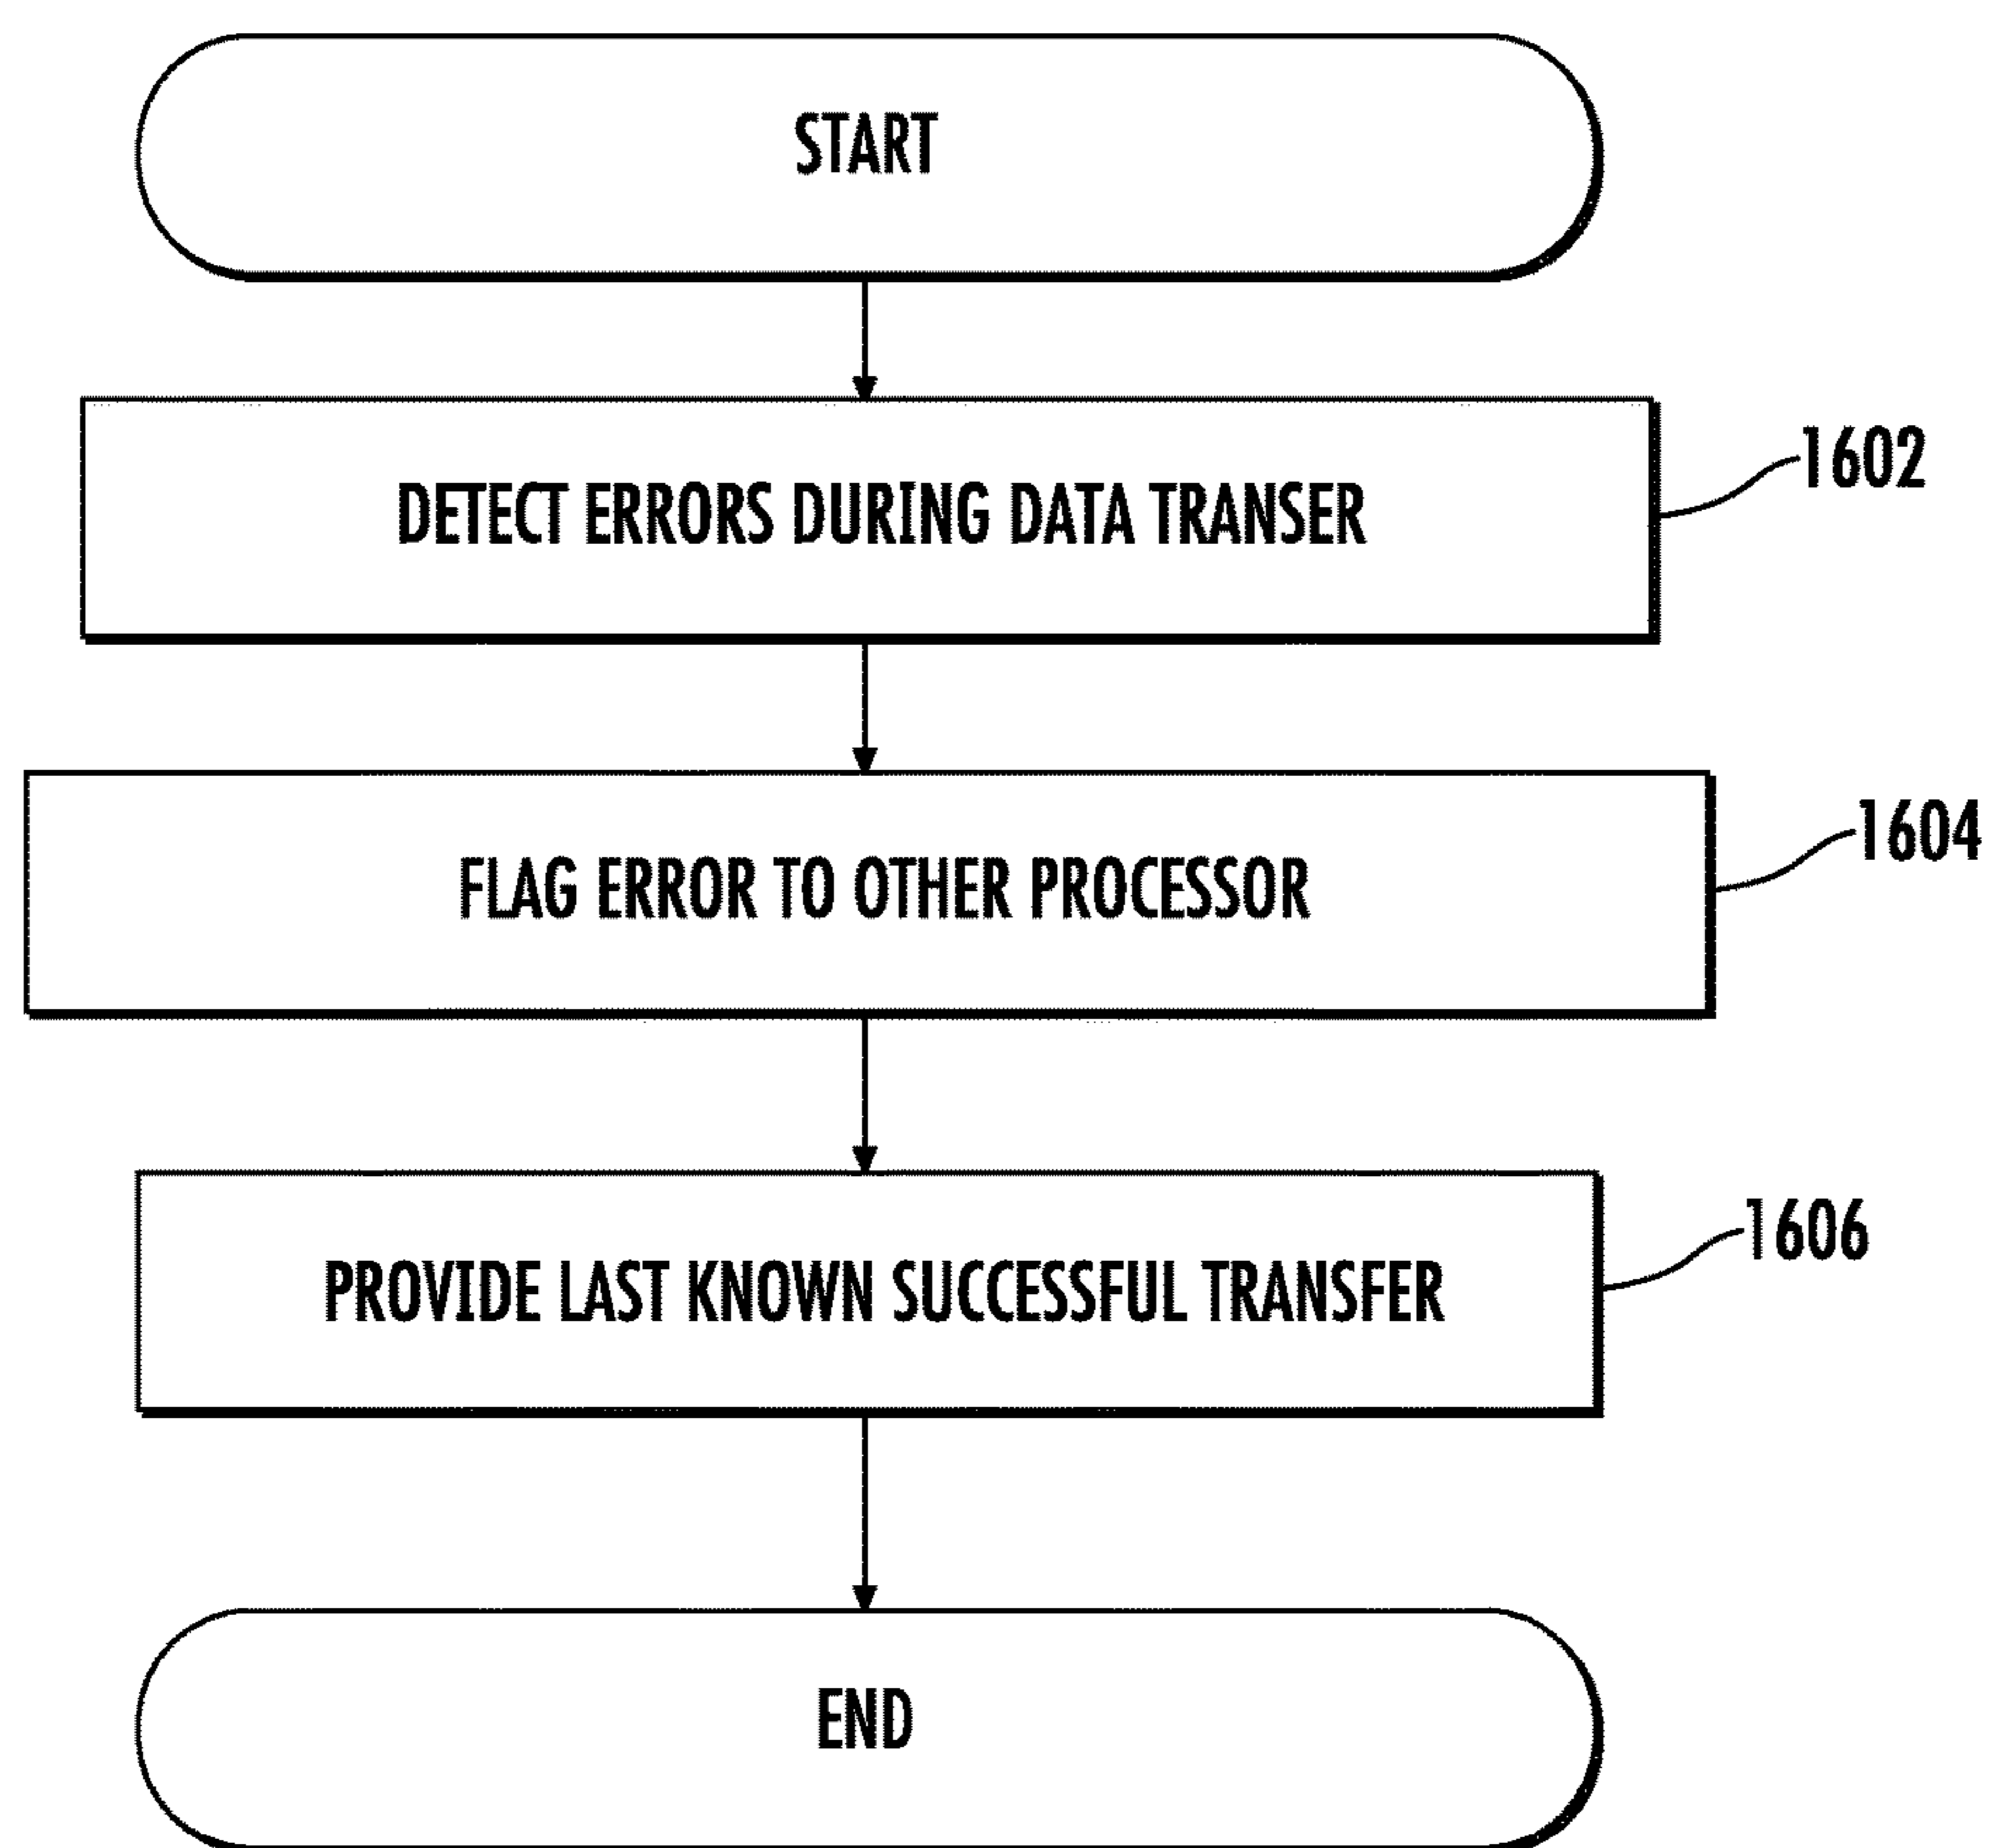 START
DETECT ERRORS DURING DATA TRANSER
1602
FLAG ERROR TO OTHER PROCESSOR
1604
PROVIDE LAST KNOWN SUCCESSFUL TRANSFER
1606
END